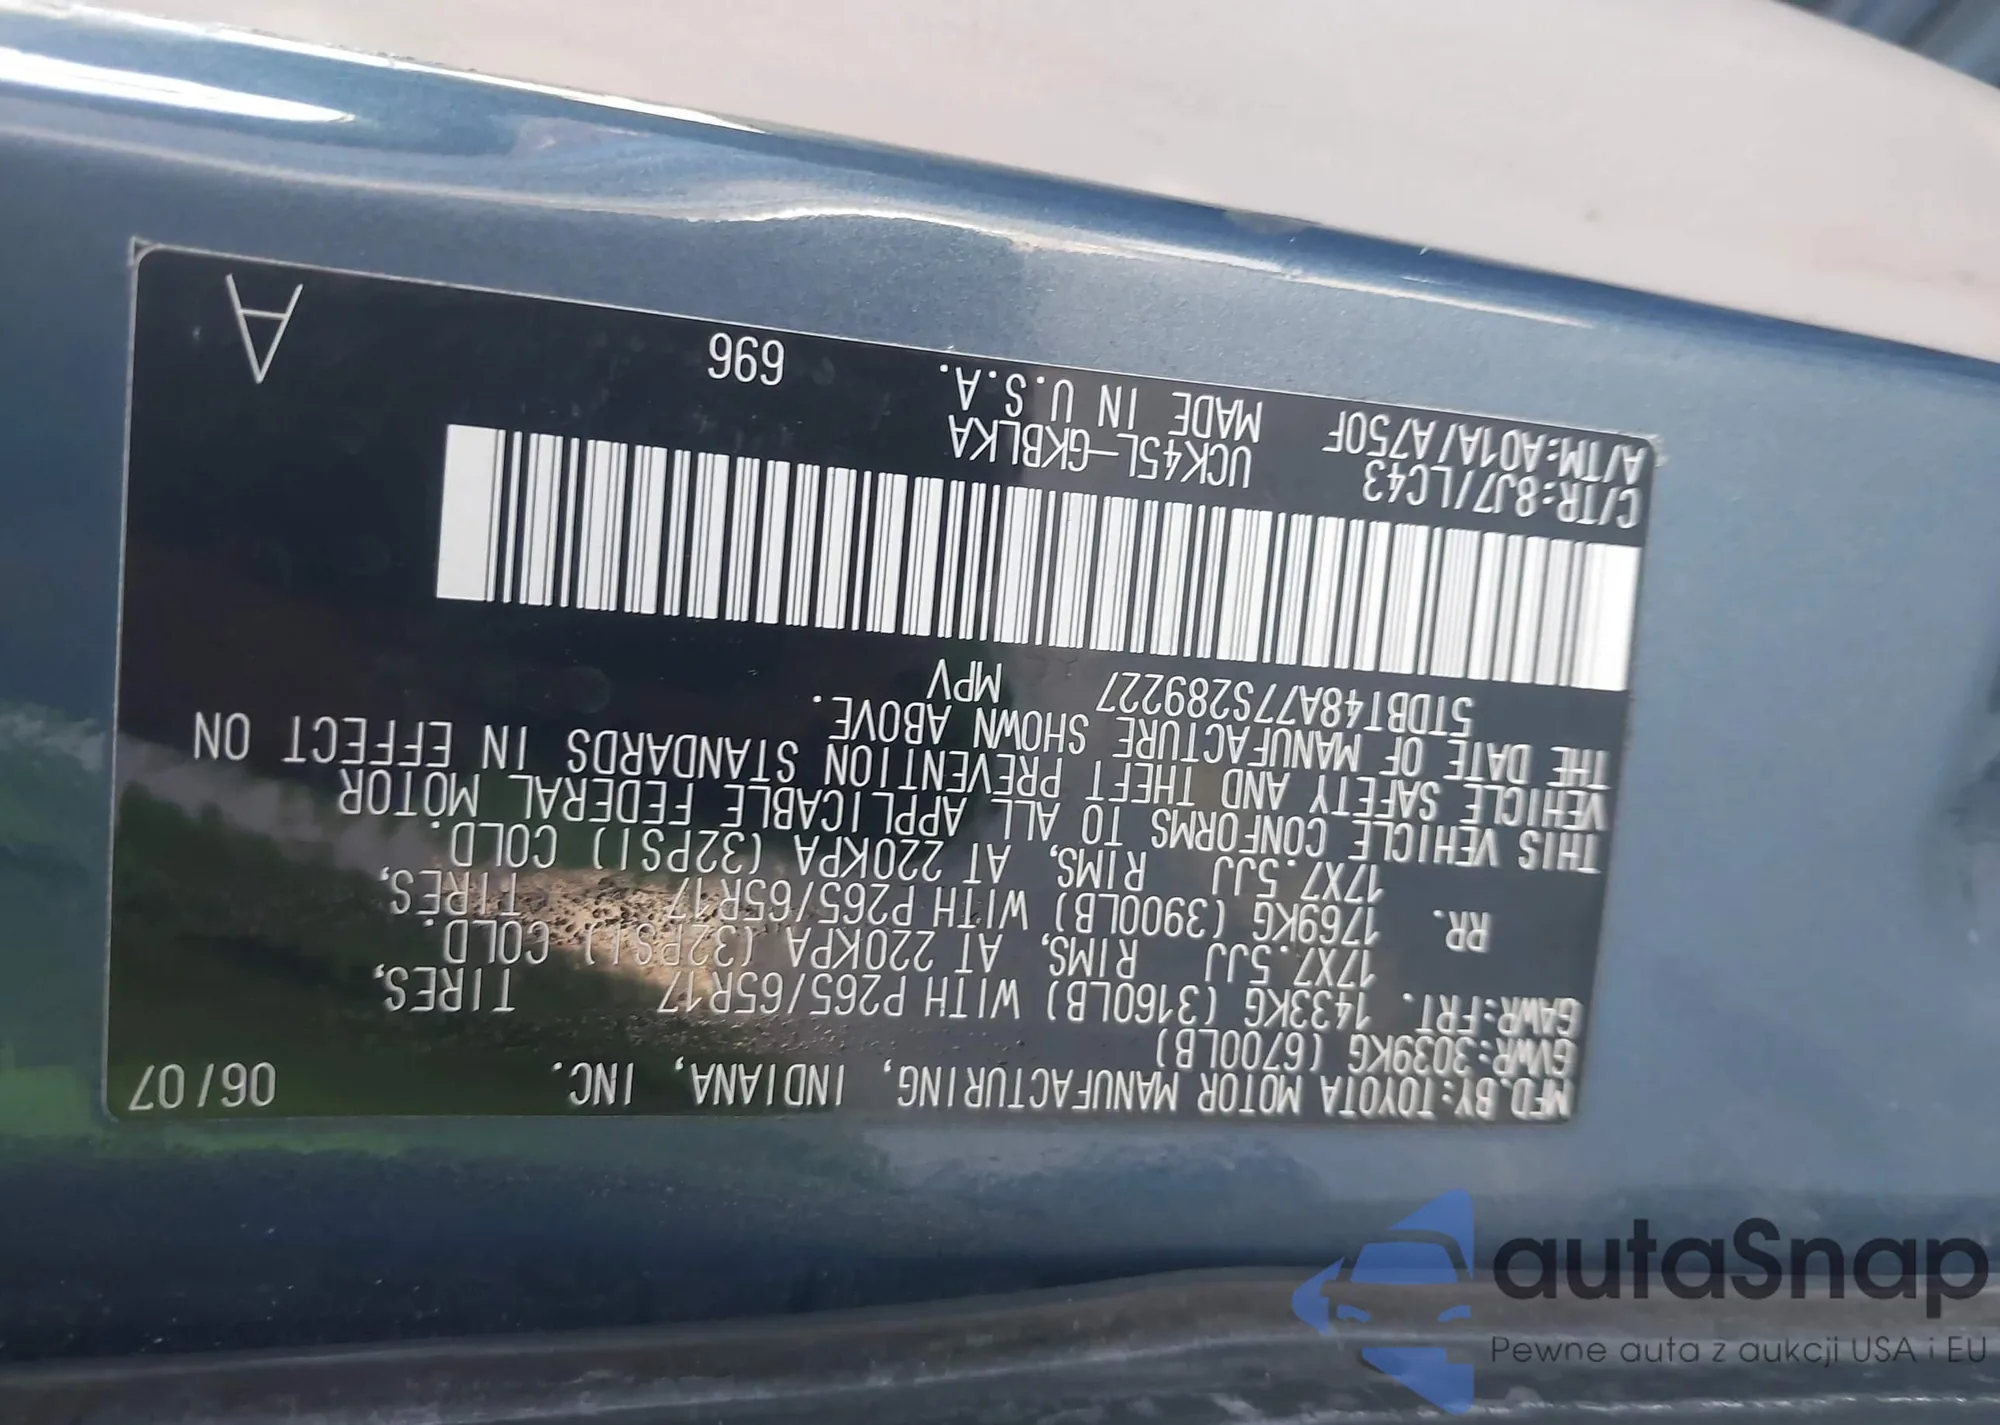 MFD.BY:TOYOTA MOTOR MANUFACTURING, INDIANA, INC. 06/07
GVWR:3039KG (6700LB)
GAWR:FRT. 1433KG (3160LB) WITH P265/65R17 TIRES,
17X7.5JJ RIMS, AT 220KPA (32PSI) COLD.
RR. 1769KG (3900LB) WITH P265/65R17 TIRES,
17X7.5JJ RIMS, AT 220KPA (32PSI) COLD.
THIS VEHICLE CONFORMS TO ALL APPLICABLE FEDERAL MOTOR
VEHICLE SAFETY AND THEFT PREVENTION STANDARDS IN EFFECT ON
THE DATE OF MANUFACTURE SHOWN ABOVE.
5TDBT48A77S289227 MPV
C/TR:8J7/LC43 UCK45L-GKBLKA
A/TM:A01A/A750F MADE IN U.S.A. 696 A
autaSnap
Pewne auta z aukcji USA i EU